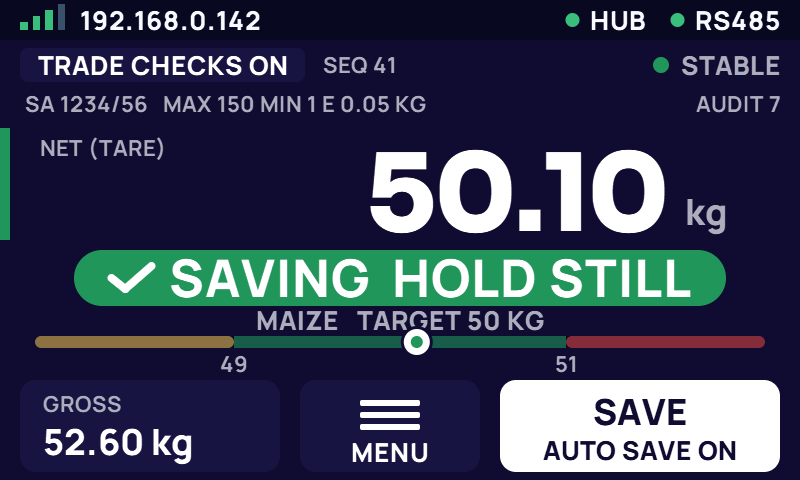 192.168.0.142 HUB RS485
TRADE CHECKS ON SEQ 41 STABLE
SA 1234/56 MAX 150 MIN 1 E 0.05 KG AUDIT 7
NET (TARE)
50.10 kg
SAVING HOLD STILL
MAIZE TARGET 50 KG
49 51
GROSS
52.60 kg
MENU
SAVE
AUTO SAVE ON